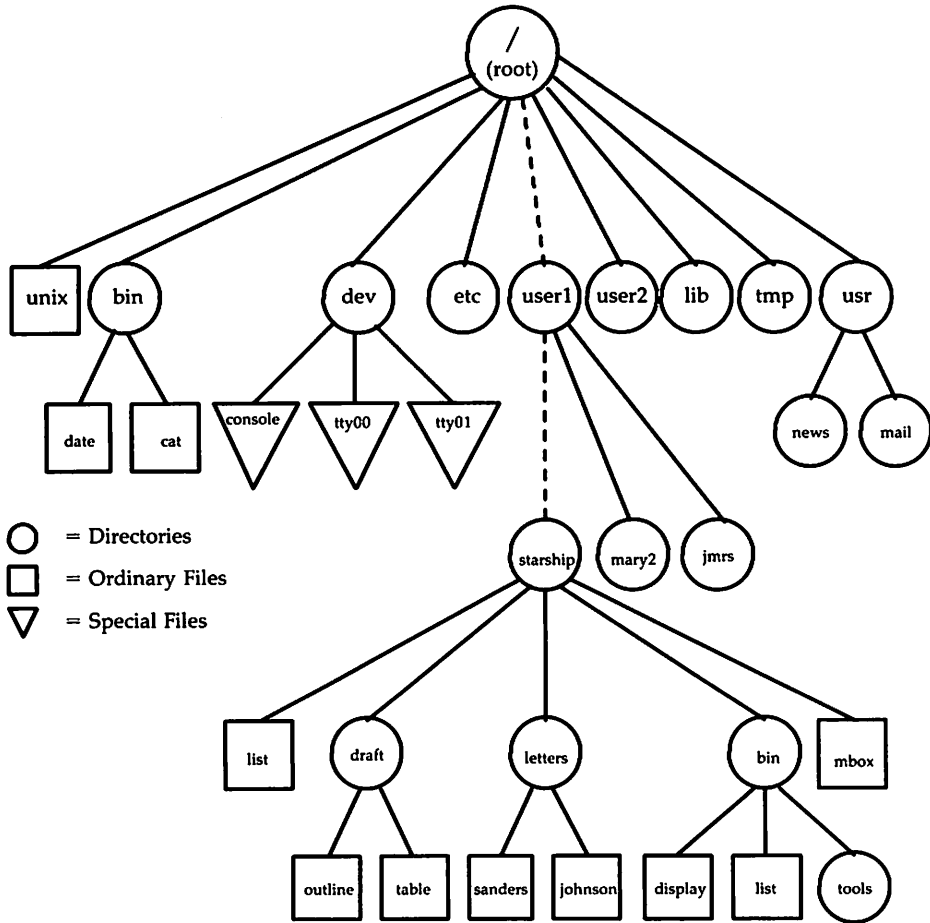 /
(root)
unix
bin
dev
etc
user1
user2
lib
tmp
usr
date
cat
console
tty00
tty01
news
mail
= Directories
= Ordinary Files
= Special Files
starship
mary2
jmrs
list
draft
letters
bin
mbox
outline
table
sanders
johnson
display
list
tools